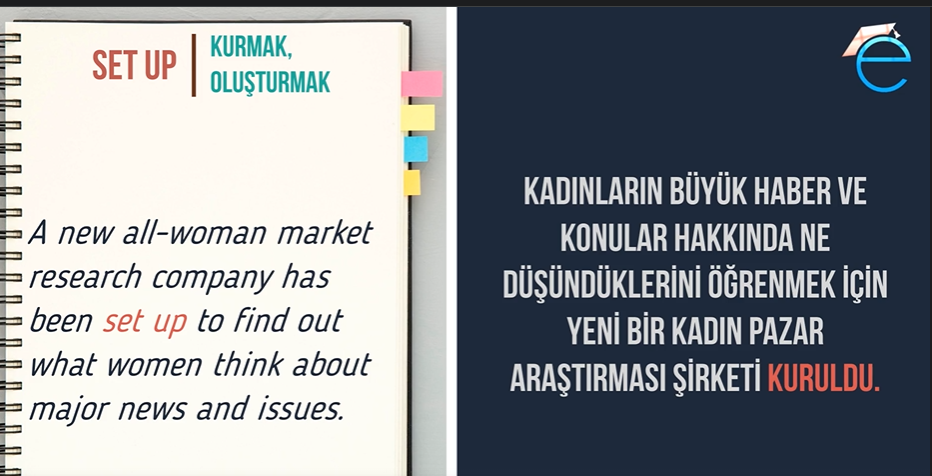 SET UP
KURMAK,
OLUŞTURMAK
A new all-woman market
research company has
been set up to find out
what women think about
major news and issues.
e
KADINLARIN BÜYÜK HABER VE
KONULAR HAKKINDA NE
DÜŞÜNDÜKLERİNİ ÖĞRENMEK İÇİN
YENİ BİR KADIN PAZAR
ARAŞTIRMASI ŞİRKETİ KURULDU.